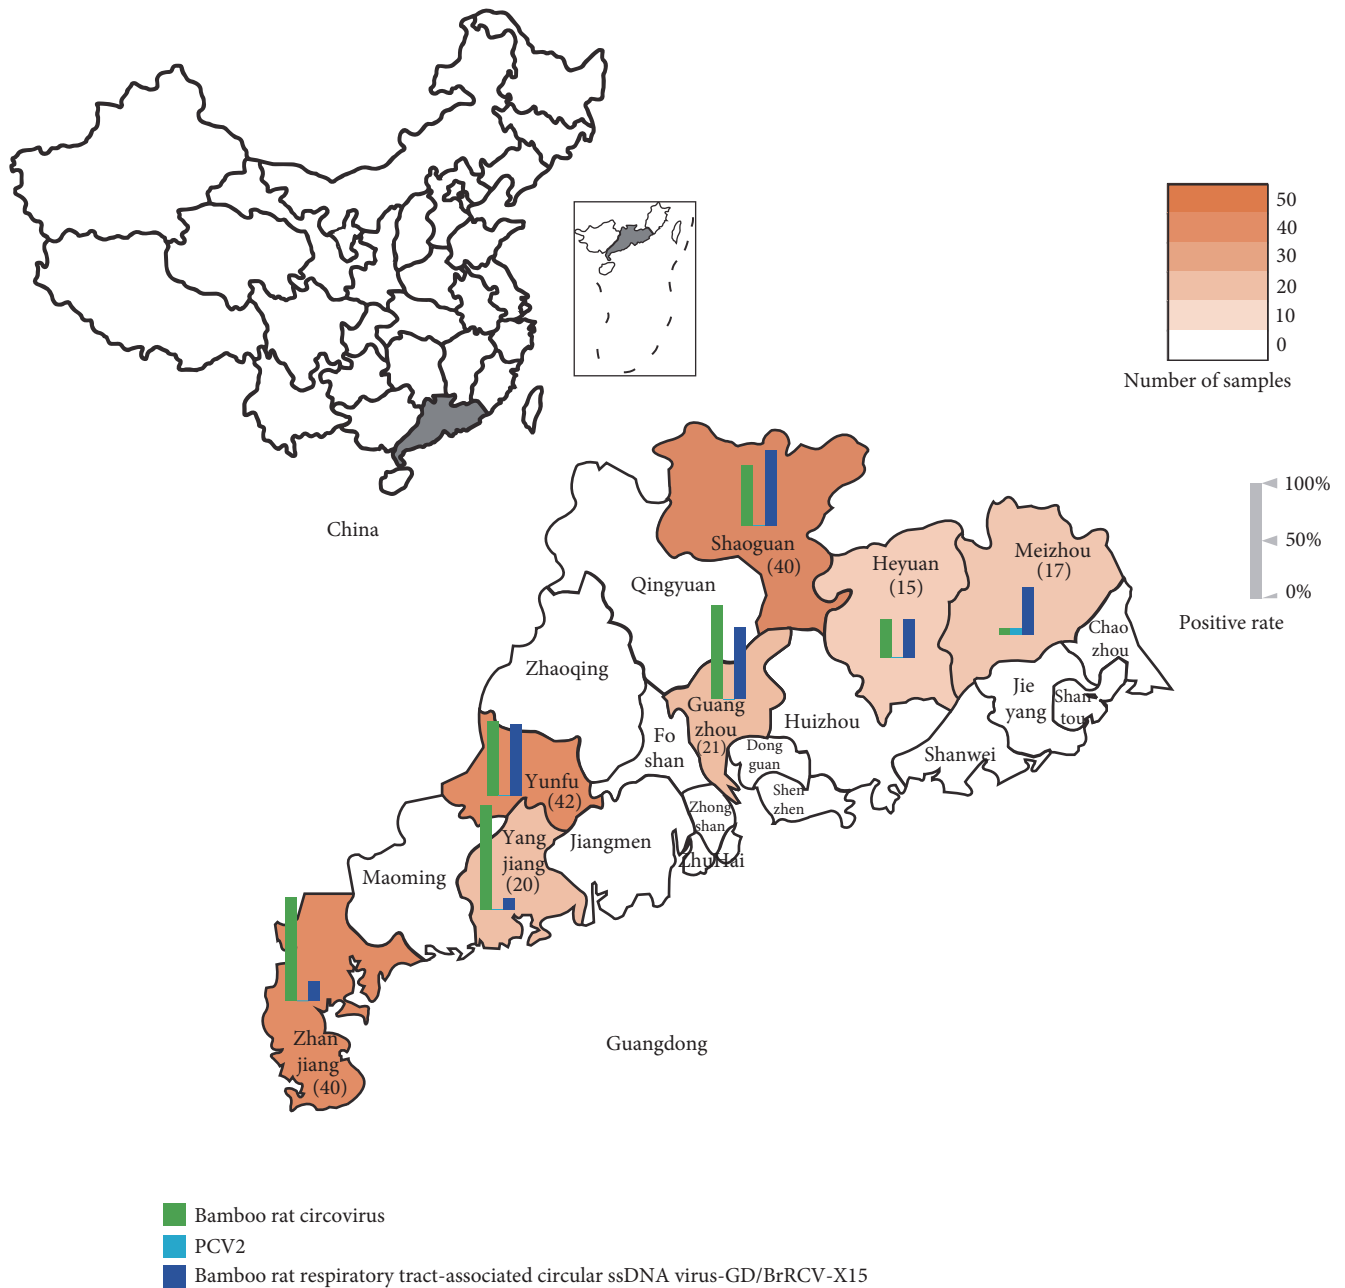 50
40
30
20
10
0
Number of samples
100%
50%
0%
Positive rate
China
Shaoguan
(40)
Heyuan
(15)
Meizhou
(17)
Qingyuan
Chao
zhou
Zhaoqing
Jie
yang
Shan
tou
Guang
zhou
(21)
Huizhou
Fo
shan
Dong
guan
Shanwei
Yunfu
(42)
Shen
zhen
Zhong
shan
Yang
jiang
(20)
Jiangmen
ZhuHai
Maoming
Zhan
jiang
(40)
Guangdong
Bamboo rat circovirus
PCV2
Bamboo rat respiratory tract-associated circular ssDNA virus-GD/BrRCV-X15